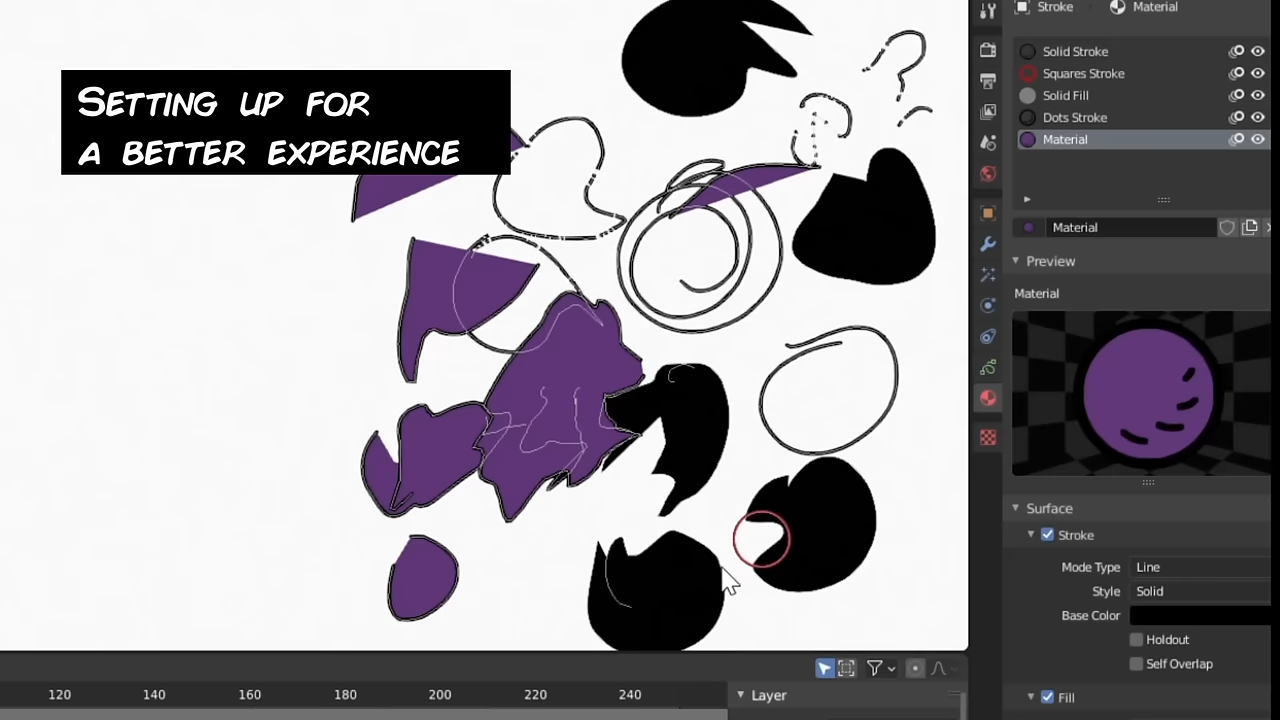 Setting up for
a better experience
Stroke Material
Solid Stroke
Squares Stroke
Solid Fill
Dots Stroke
Material
Material
Preview
Material
Surface
Stroke
Mode Type Line
Style Solid
Base Color
Holdout
Self Overlap
Fill
120 140 160 180 200 220 240
Layer